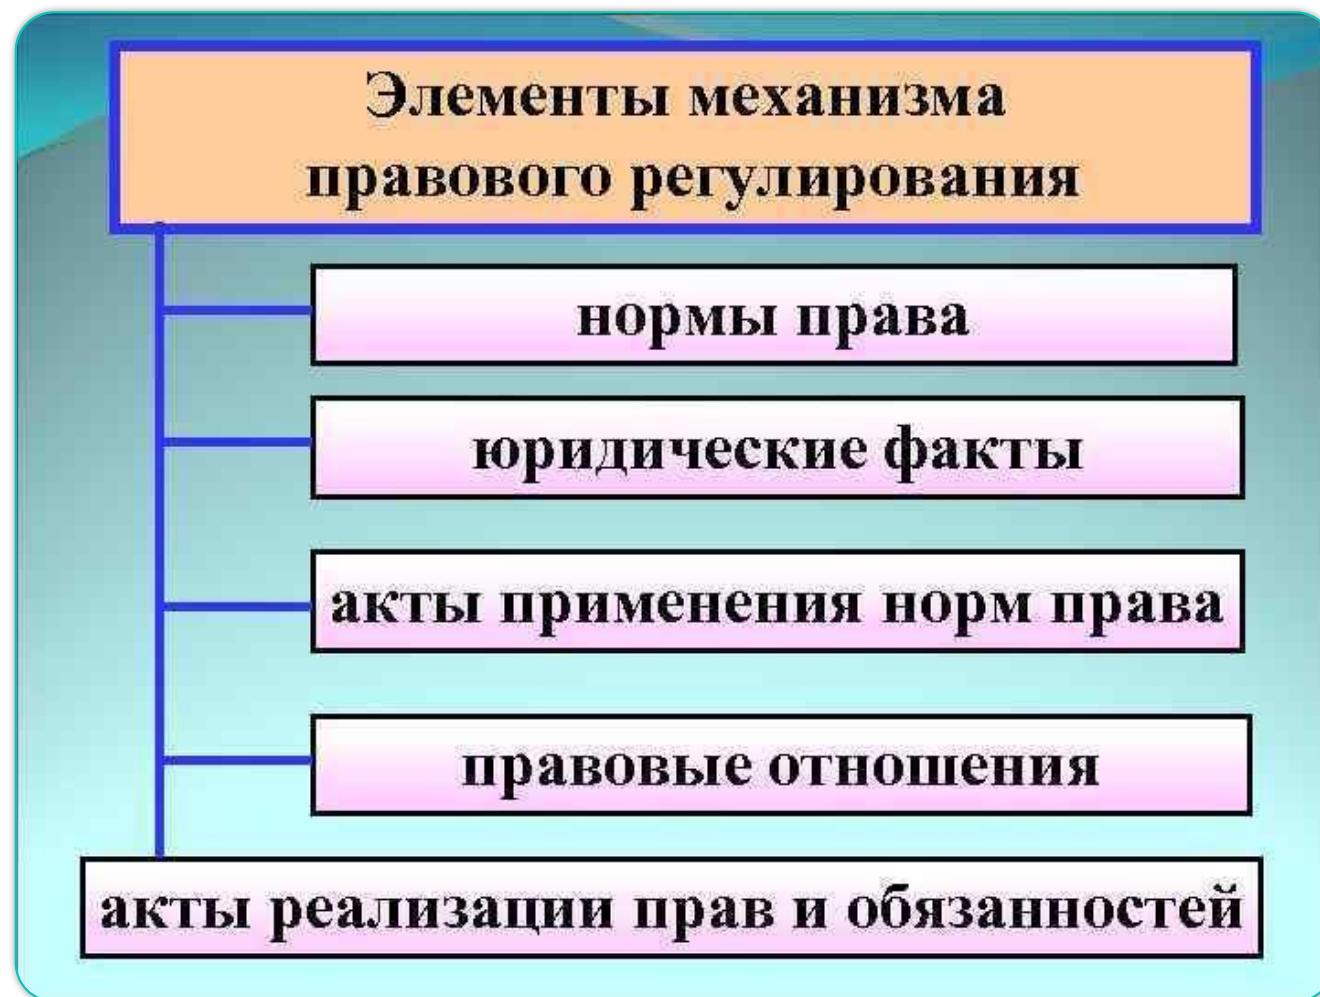 Элементы механизма
правового регулирования
нормы права
юридические факты
акты применения норм права
правовые отношения
акты реализации прав и обязанностей